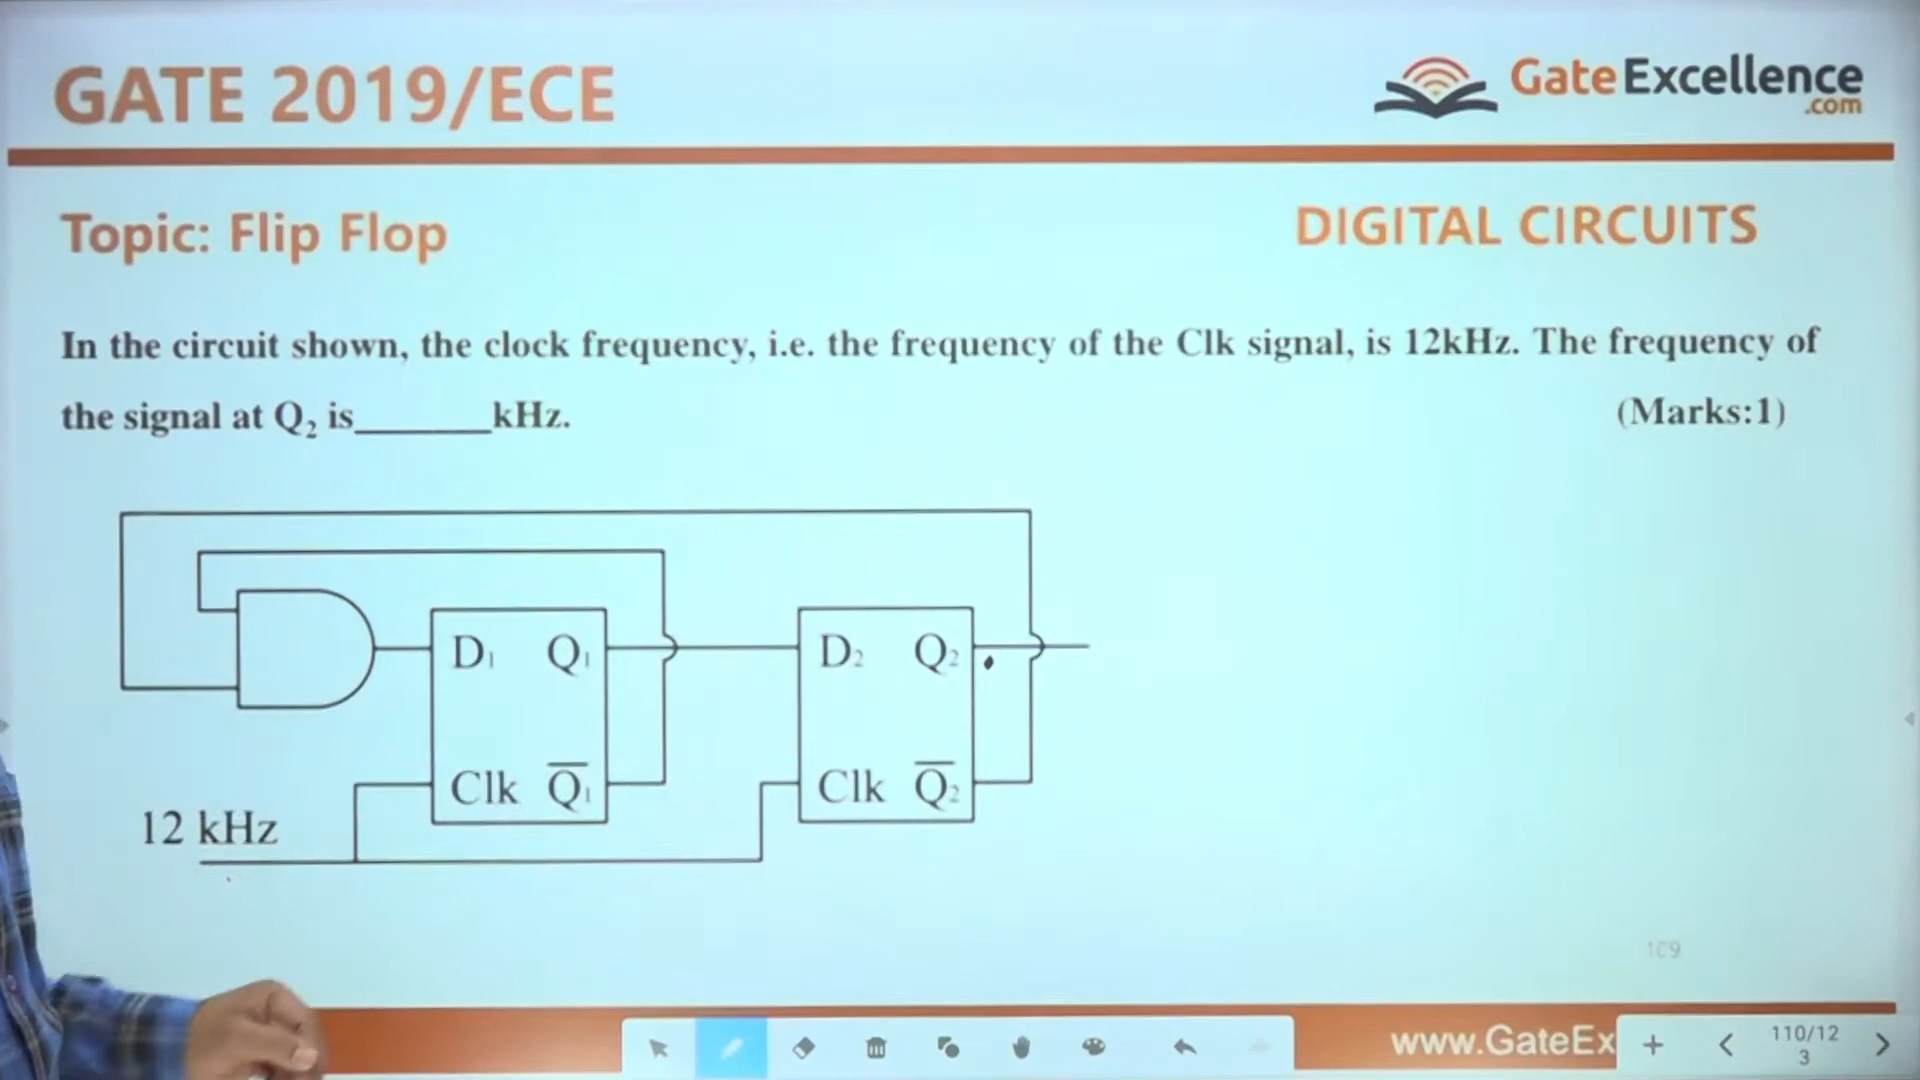 GATE 2019/ECE
GateExcellence
.com
Topic: Flip Flop
DIGITAL CIRCUITS
In the circuit shown, the clock frequency, i.e. the frequency of the Clk signal, is 12kHz. The frequency of
the signal at Q₂ is_______kHz.
(Marks:1)
D₁ Q₁
D₂ Q₂
Clk Q̅₁
Clk Q̅₂
12 kHz
109
www.GateEx
110/12
3